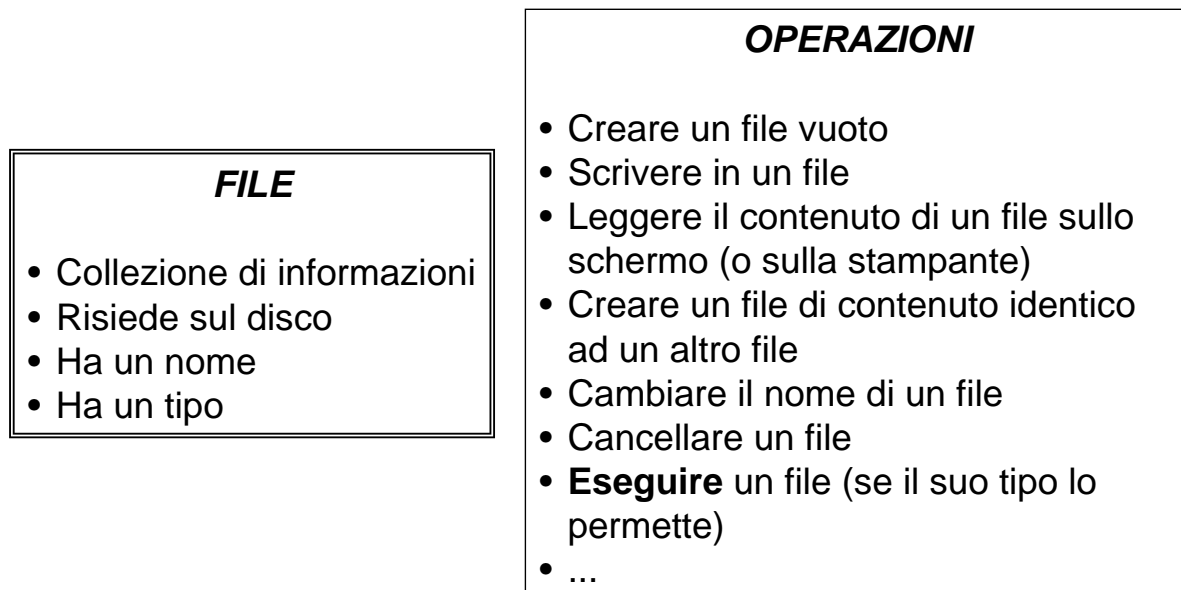 FILE
• Collezione di informazioni
• Risiede sul disco
• Ha un nome
• Ha un tipo
OPERAZIONI
• Creare un file vuoto
• Scrivere in un file
• Leggere il contenuto di un file sullo
schermo (o sulla stampante)
• Creare un file di contenuto identico
ad un altro file
• Cambiare il nome di un file
• Cancellare un file
• Eseguire un file (se il suo tipo lo
permette)
• ...